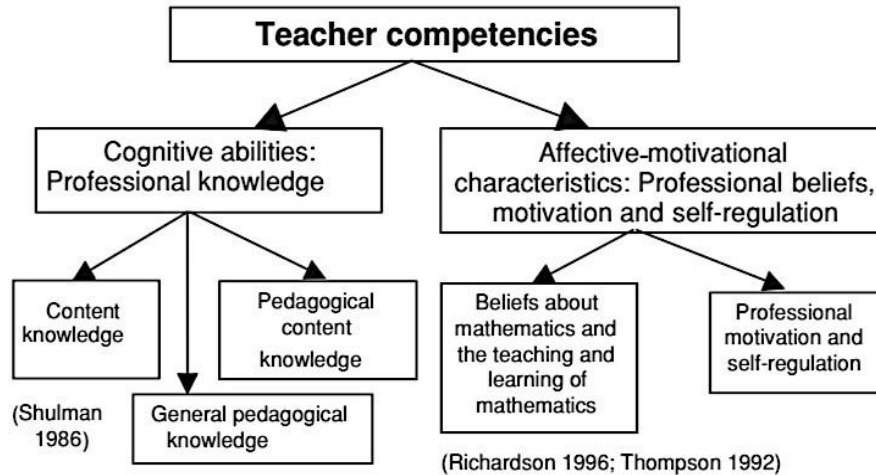 Teacher competencies
Cognitive abilities:
Professional knowledge
Affective-motivational
characteristics: Professional beliefs,
motivation and self-regulation
Content
knowledge
Pedagogical
content
knowledge
General pedagogical
knowledge
(Shulman
1986)
Beliefs about
mathematics and
the teaching and
learning of
mathematics
Professional
motivation and
self-regulation
(Richardson 1996; Thompson 1992)